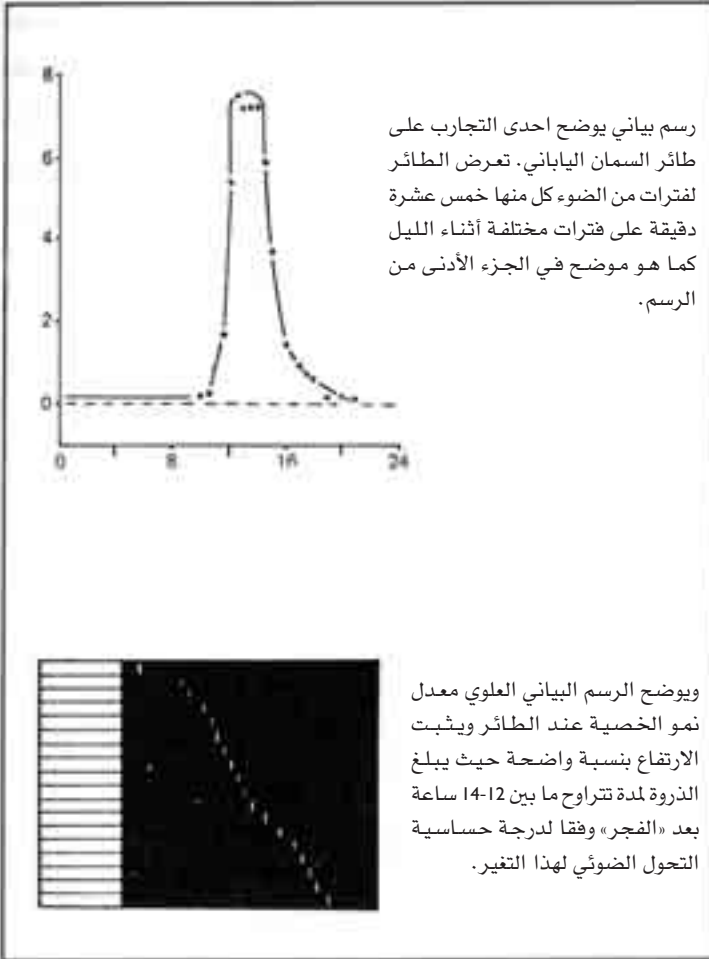 8
6
4
2
0
0 8 16 24
رسم بياني يوضح احدى التجارب على
طائر السمان الياباني. تعرض الطائر
لفترات من الضوء كل منها خمس عشرة
دقيقة على فترات مختلفة أثناء الليل
كما هو موضح في الجزء الأدنى من
الرسم.
ويوضح الرسم البياني العلوي معدل
نمو الخصية عند الطائر ويثبت
الارتفاع بنسبة واضحة حيث يبلغ
الذروة لمدة تتراوح ما بين 12-14 ساعة
بعد «الفجر» وفقا لدرجة حساسية
التحول الضوئي لهذا التغير.